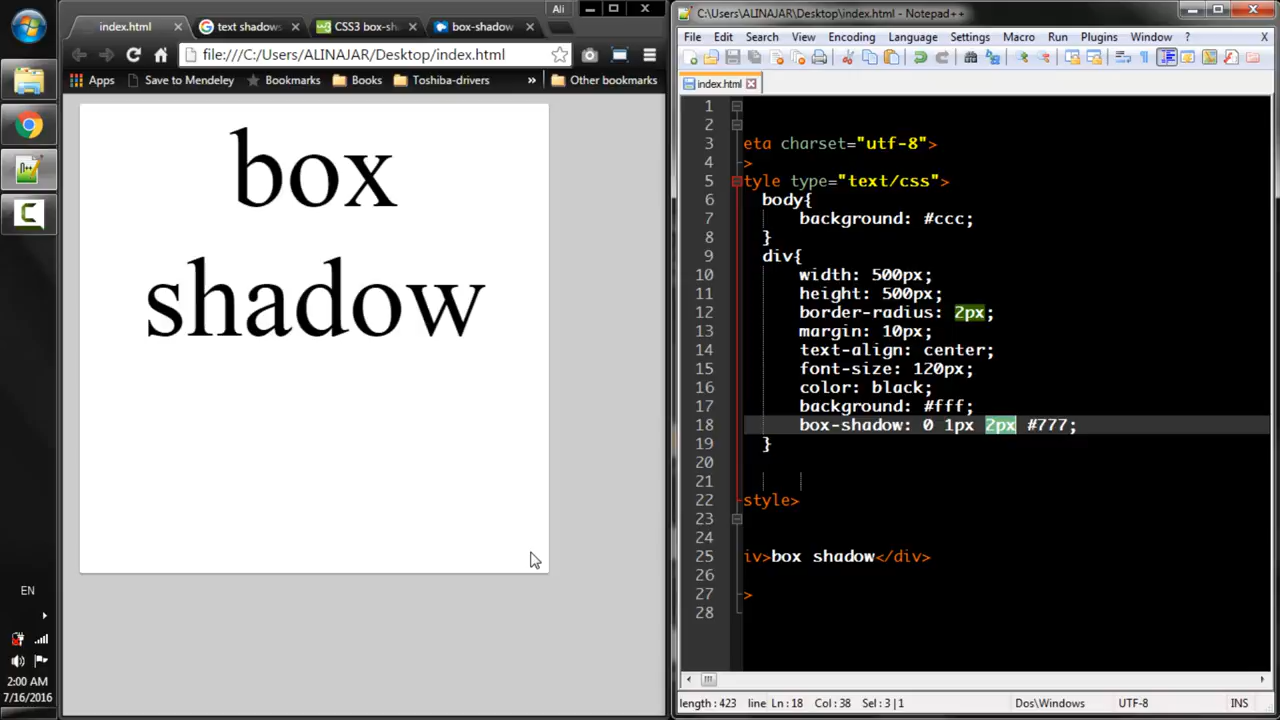 index.html
text shadows
CSS3 box-sh
box-shadow
Ali
file:///C:/Users/ALINAJAR/Desktop/index.html
Apps
Save to Mendeley
Bookmarks
Books
Toshiba-drivers
»
Other bookmarks
box
shadow
EN
2:00 AM
7/16/2016
C:\Users\ALINAJAR\Desktop\index.html - Notepad++
File Edit Search View Encoding Language Settings Macro Run Plugins Window ? X
index.html
1
2
3 eta charset="utf-8">
4 >
5 tyle type="text/css">
6 body{
7 background: #ccc;
8 }
9 div{
10 width: 500px;
11 height: 500px;
12 border-radius: 2px;
13 margin: 10px;
14 text-align: center;
15 font-size: 120px;
16 color: black;
17 background: #fff;
18 box-shadow: 0 1px 2px #777;
19 }
20
21
22 style>
23
24
25 iv>box shadow</div>
26
27 >
28
length : 423 line Ln : 18 Col : 38 Sel : 3 | 1 Dos\Windows UTF-8 INS